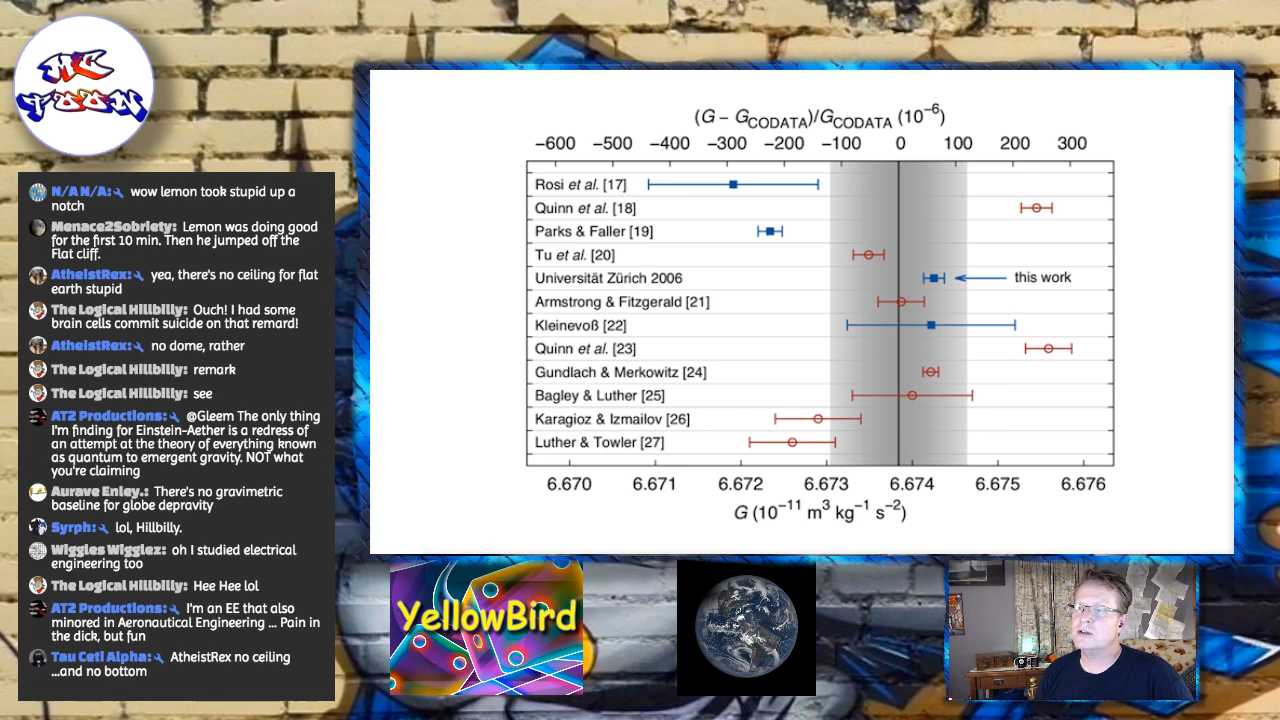 MC
TOON
N/A N/A: wow lemon took stupid up a
notch
Menace2Sobriety: Lemon was doing good
for the first 10 min. Then he jumped off the
Flat cliff.
AtheistRex: yea, there's no ceiling for flat
earth stupid
The Logical Hillbilly: Ouch! I had some
brain cells commit suicide on that remard!
AtheistRex: no dome, rather
The Logical Hillbilly: remark
The Logical Hillbilly: see
AT2 Productions: @Gleem The only thing
I'm finding for Einstein-Aether is a redress of
an attempt at the theory of everything known
as quantum to emergent gravity. NOT what
you're claiming
Aurave Enley.: There's no gravimetric
baseline for globe depravity
Syrph: lol, Hillbilly.
Wiggles Wigglez: oh I studied electrical
engineering too
The Logical Hillbilly: Hee Hee lol
AT2 Productions: I'm an EE that also
minored in Aeronautical Engineering ... Pain in
the dick, but fun
Tau Ceti Alpha: AtheistRex no ceiling
...and no bottom
(G − G_CODATA)/G_CODATA (10⁻⁶)
−600 −500 −400 −300 −200 −100 0 100 200 300
Rosi et al. [17]
Quinn et al. [18]
Parks & Faller [19]
Tu et al. [20]
Universität Zürich 2006 this work
Armstrong & Fitzgerald [21]
Kleinevoß [22]
Quinn et al. [23]
Gundlach & Merkowitz [24]
Bagley & Luther [25]
Karagioz & Izmailov [26]
Luther & Towler [27]
6.670 6.671 6.672 6.673 6.674 6.675 6.676
G (10⁻¹¹ m³ kg⁻¹ s⁻²)
YellowBird